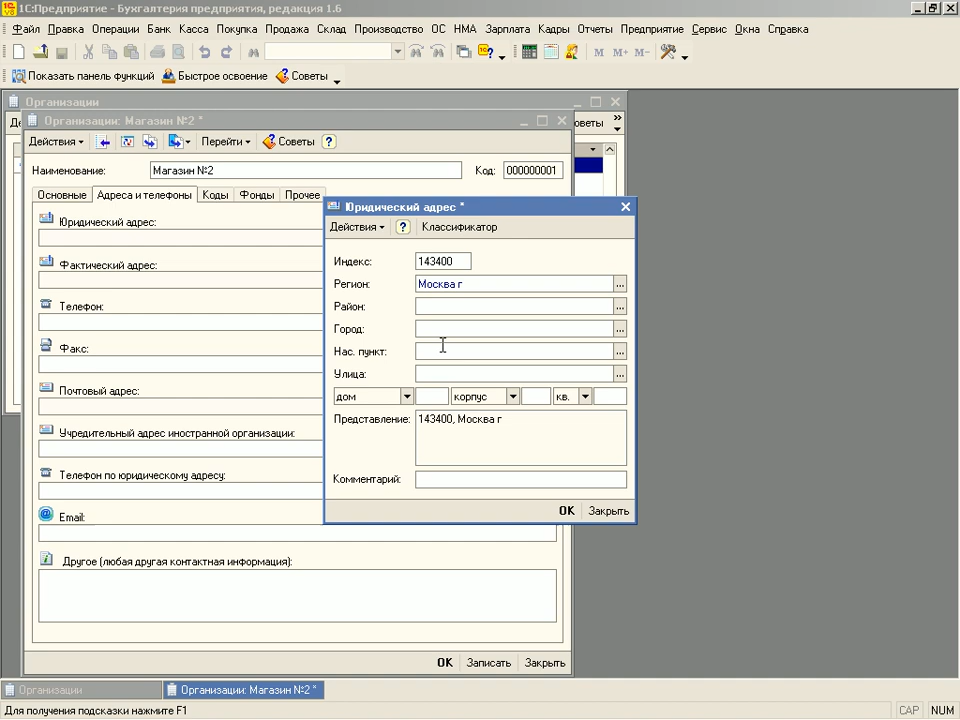 1С:Предприятие - Бухгалтерия предприятия, редакция 1.6
Файл Правка Операции Банк Касса Покупка Продажа Склад Производство ОС НМА Зарплата Кадры Отчеты Предприятие Сервис Окна Справка
M M+ M-
Показать панель функций Быстрое освоение Советы
Организации
Организации: Магазин №2 *
Действия Перейти Советы ?
Наименование: Магазин №2 Код: 000000001
Основные Адреса и телефоны Коды Фонды Прочее
Юридический адрес:
Фактический адрес:
Телефон:
Факс:
Почтовый адрес:
Учредительный адрес иностранной организации:
Телефон по юридическому адресу:
Email:
Другое (любая другая контактная информация):
OK Записать Закрыть
Юридический адрес *
Действия ? Классификатор
Индекс: 143400
Регион: Москва г ...
Район: ...
Город: ...
Нас. пункт: ...
Улица: ...
дом корпус кв.
Представление: 143400, Москва г
Комментарий:
OK Закрыть
Организации Организации: Магазин №2 *
Для получения подсказки нажмите F1 CAP NUM